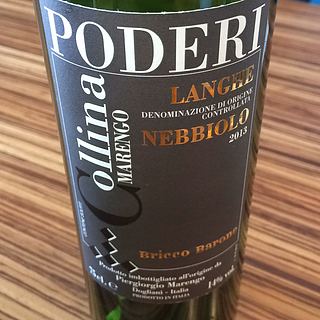 PODERI
Collina
MARENGO
LANGHE
DENOMINAZIONE DI ORIGINE
CONTROLLATA
NEBBIOLO
2013
Bricco Barone
Prodotto imbottigliato all'origine da
75cl. e Piergiorgio Marengo 14% vol.
Dogliani - Italia
PRODOTTO IN ITALIA